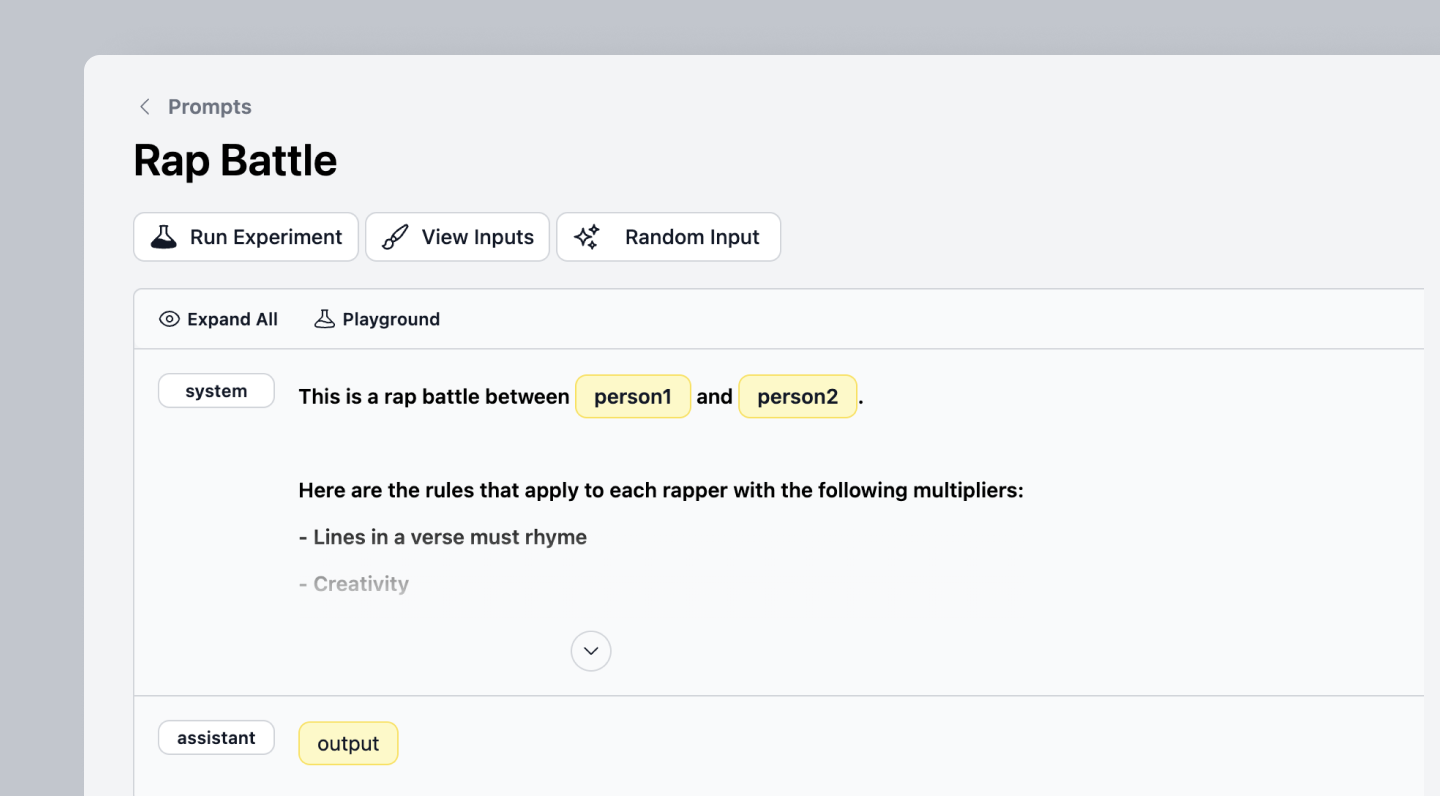 Prompts
Rap Battle
Run Experiment View Inputs Random Input
Expand All Playground
system This is a rap battle between person1 and person2.
Here are the rules that apply to each rapper with the following multipliers:
- Lines in a verse must rhyme
- Creativity
assistant output